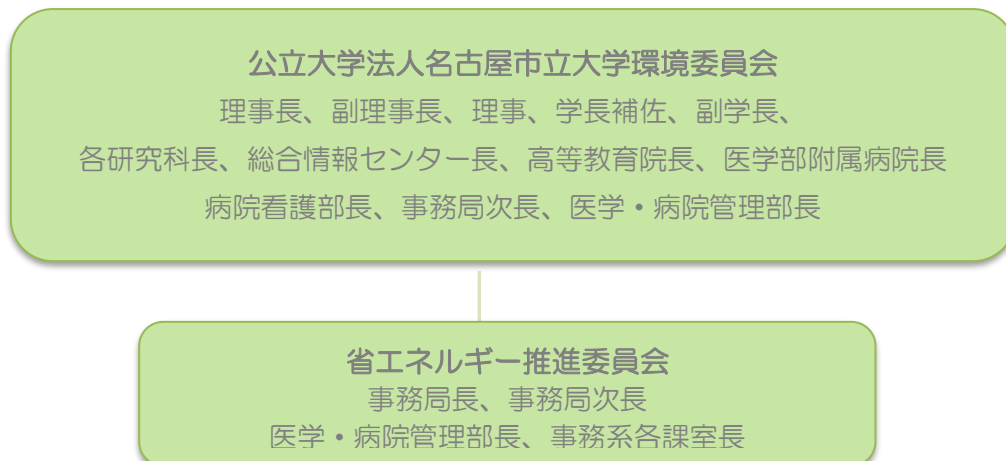 公立大学法人名古屋市立大学環境委員会
理事長、副理事長、理事、学長補佐、副学長、
各研究科長、総合情報センター長、高等教育院長、医学部附属病院長
病院看護部長、事務局次長、医学・病院管理部長
省エネルギー推進委員会
事務局長、事務局次長
医学・病院管理部長、事務系各課室長